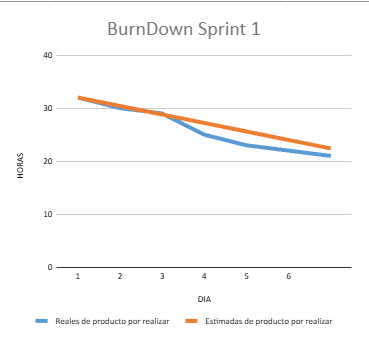 BurnDown Sprint 1
40
30
20
10
0
HORAS
1 2 3 4 5 6
DIA
Reales de producto por realizar Estimadas de producto por realizar